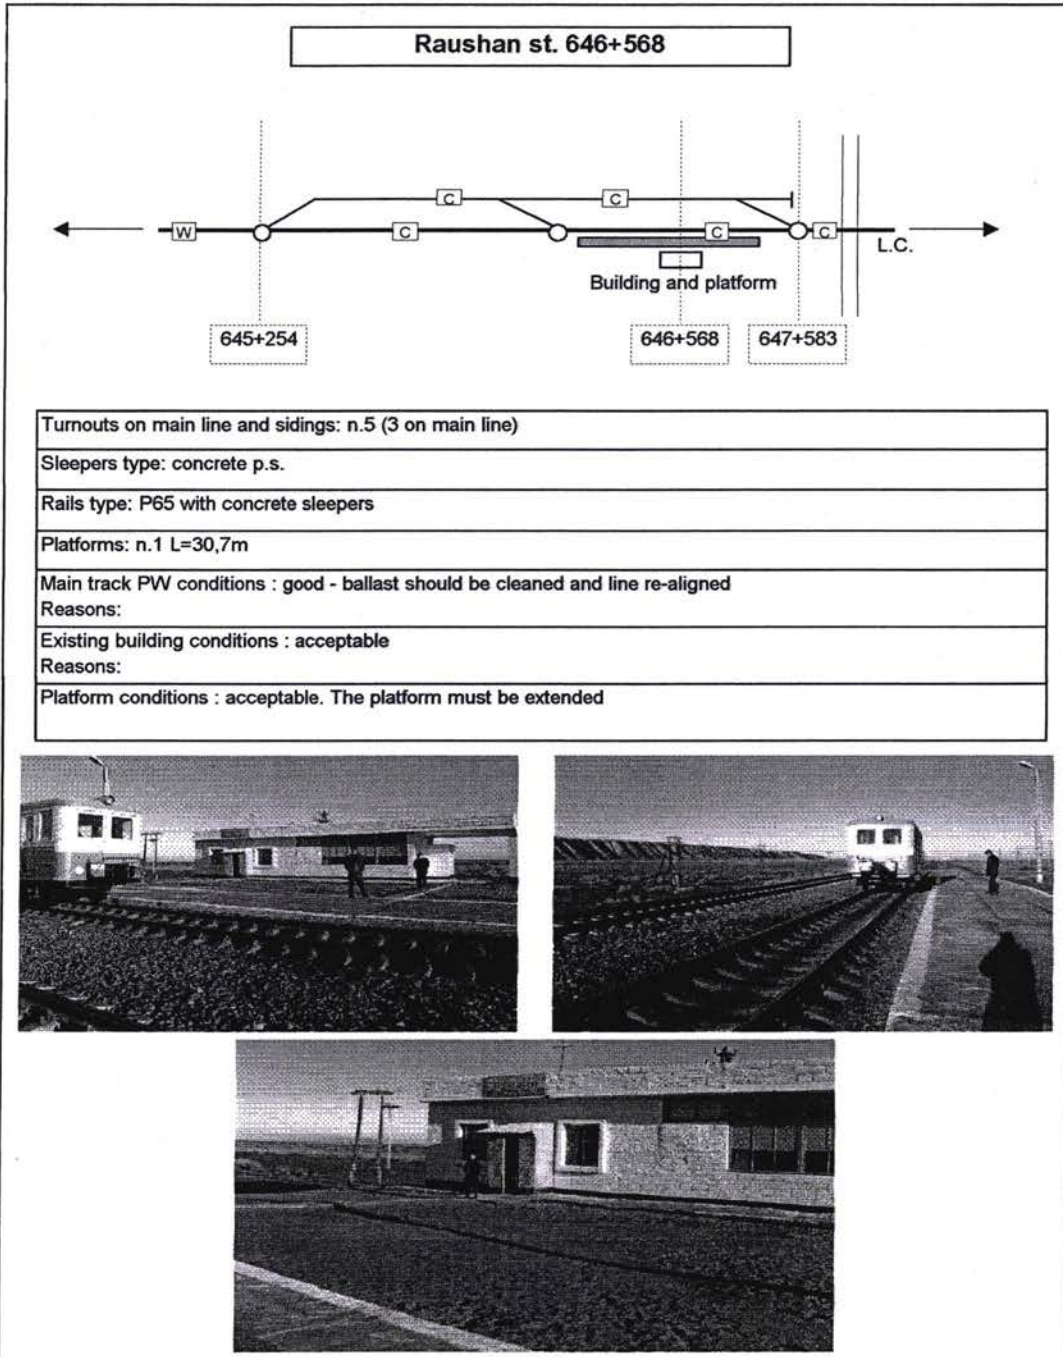 Raushan st. 646+568
C
C
W
C
C
C
L.C.
Building and platform
645+254
646+568
647+583
Turnouts on main line and sidings: n.5 (3 on main line)
Sleepers type: concrete p.s.
Rails type: P65 with concrete sleepers
Platforms: n.1 L=30,7m
Main track PW conditions : good - ballast should be cleaned and line re-aligned
Reasons:
Existing building conditions : acceptable
Reasons:
Platform conditions : acceptable. The platform must be extended